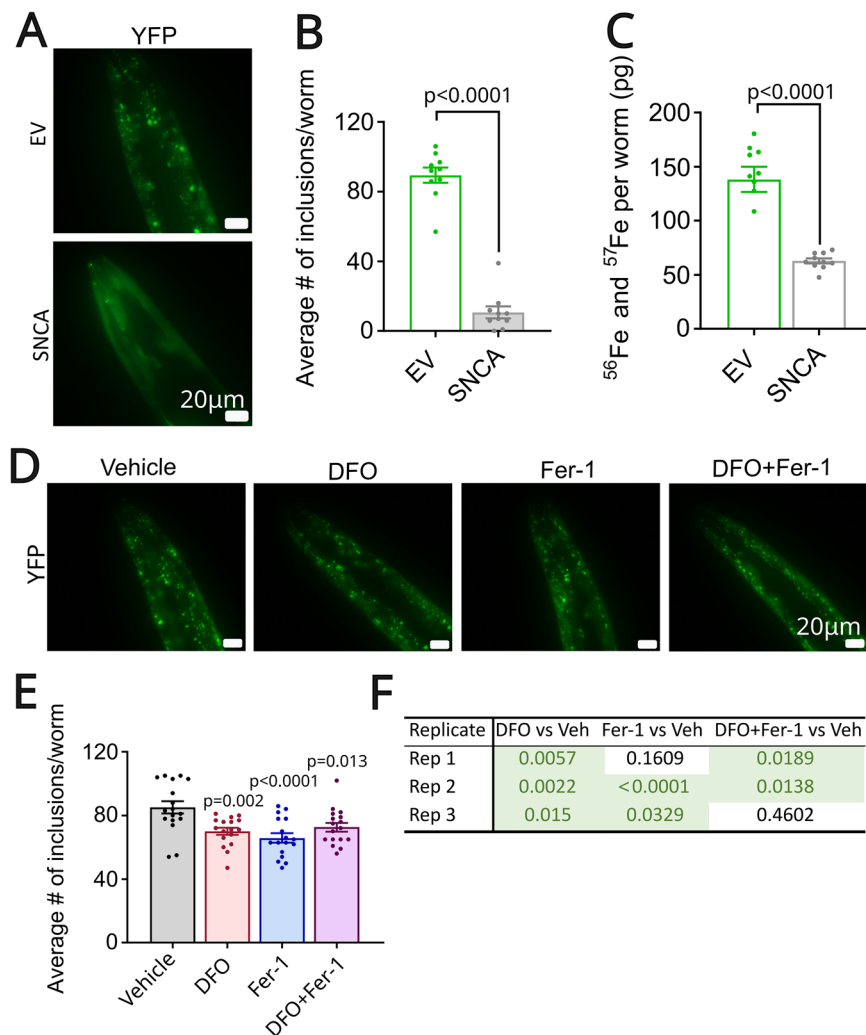 A
YFP
EV
SNCA
20µm
B
p<0.0001
Average # of inclusions/worm
120
80
40
0
EV
SNCA
C
p<0.0001
⁵⁶Fe and ⁵⁷Fe per worm (pg)
200
150
100
50
0
EV
SNCA
D
Vehicle
DFO
Fer-1
DFO+Fer-1
YFP
20µm
E
Average # of inclusions/worm
120
80
40
0
p=0.002
p<0.0001
p=0.013
Vehicle
DFO
Fer-1
DFO+Fer-1
F
Replicate DFO vs Veh Fer-1 vs Veh DFO+Fer-1 vs Veh
Rep 1 0.0057 0.1609 0.0189
Rep 2 0.0022 <0.0001 0.0138
Rep 3 0.015 0.0329 0.4602